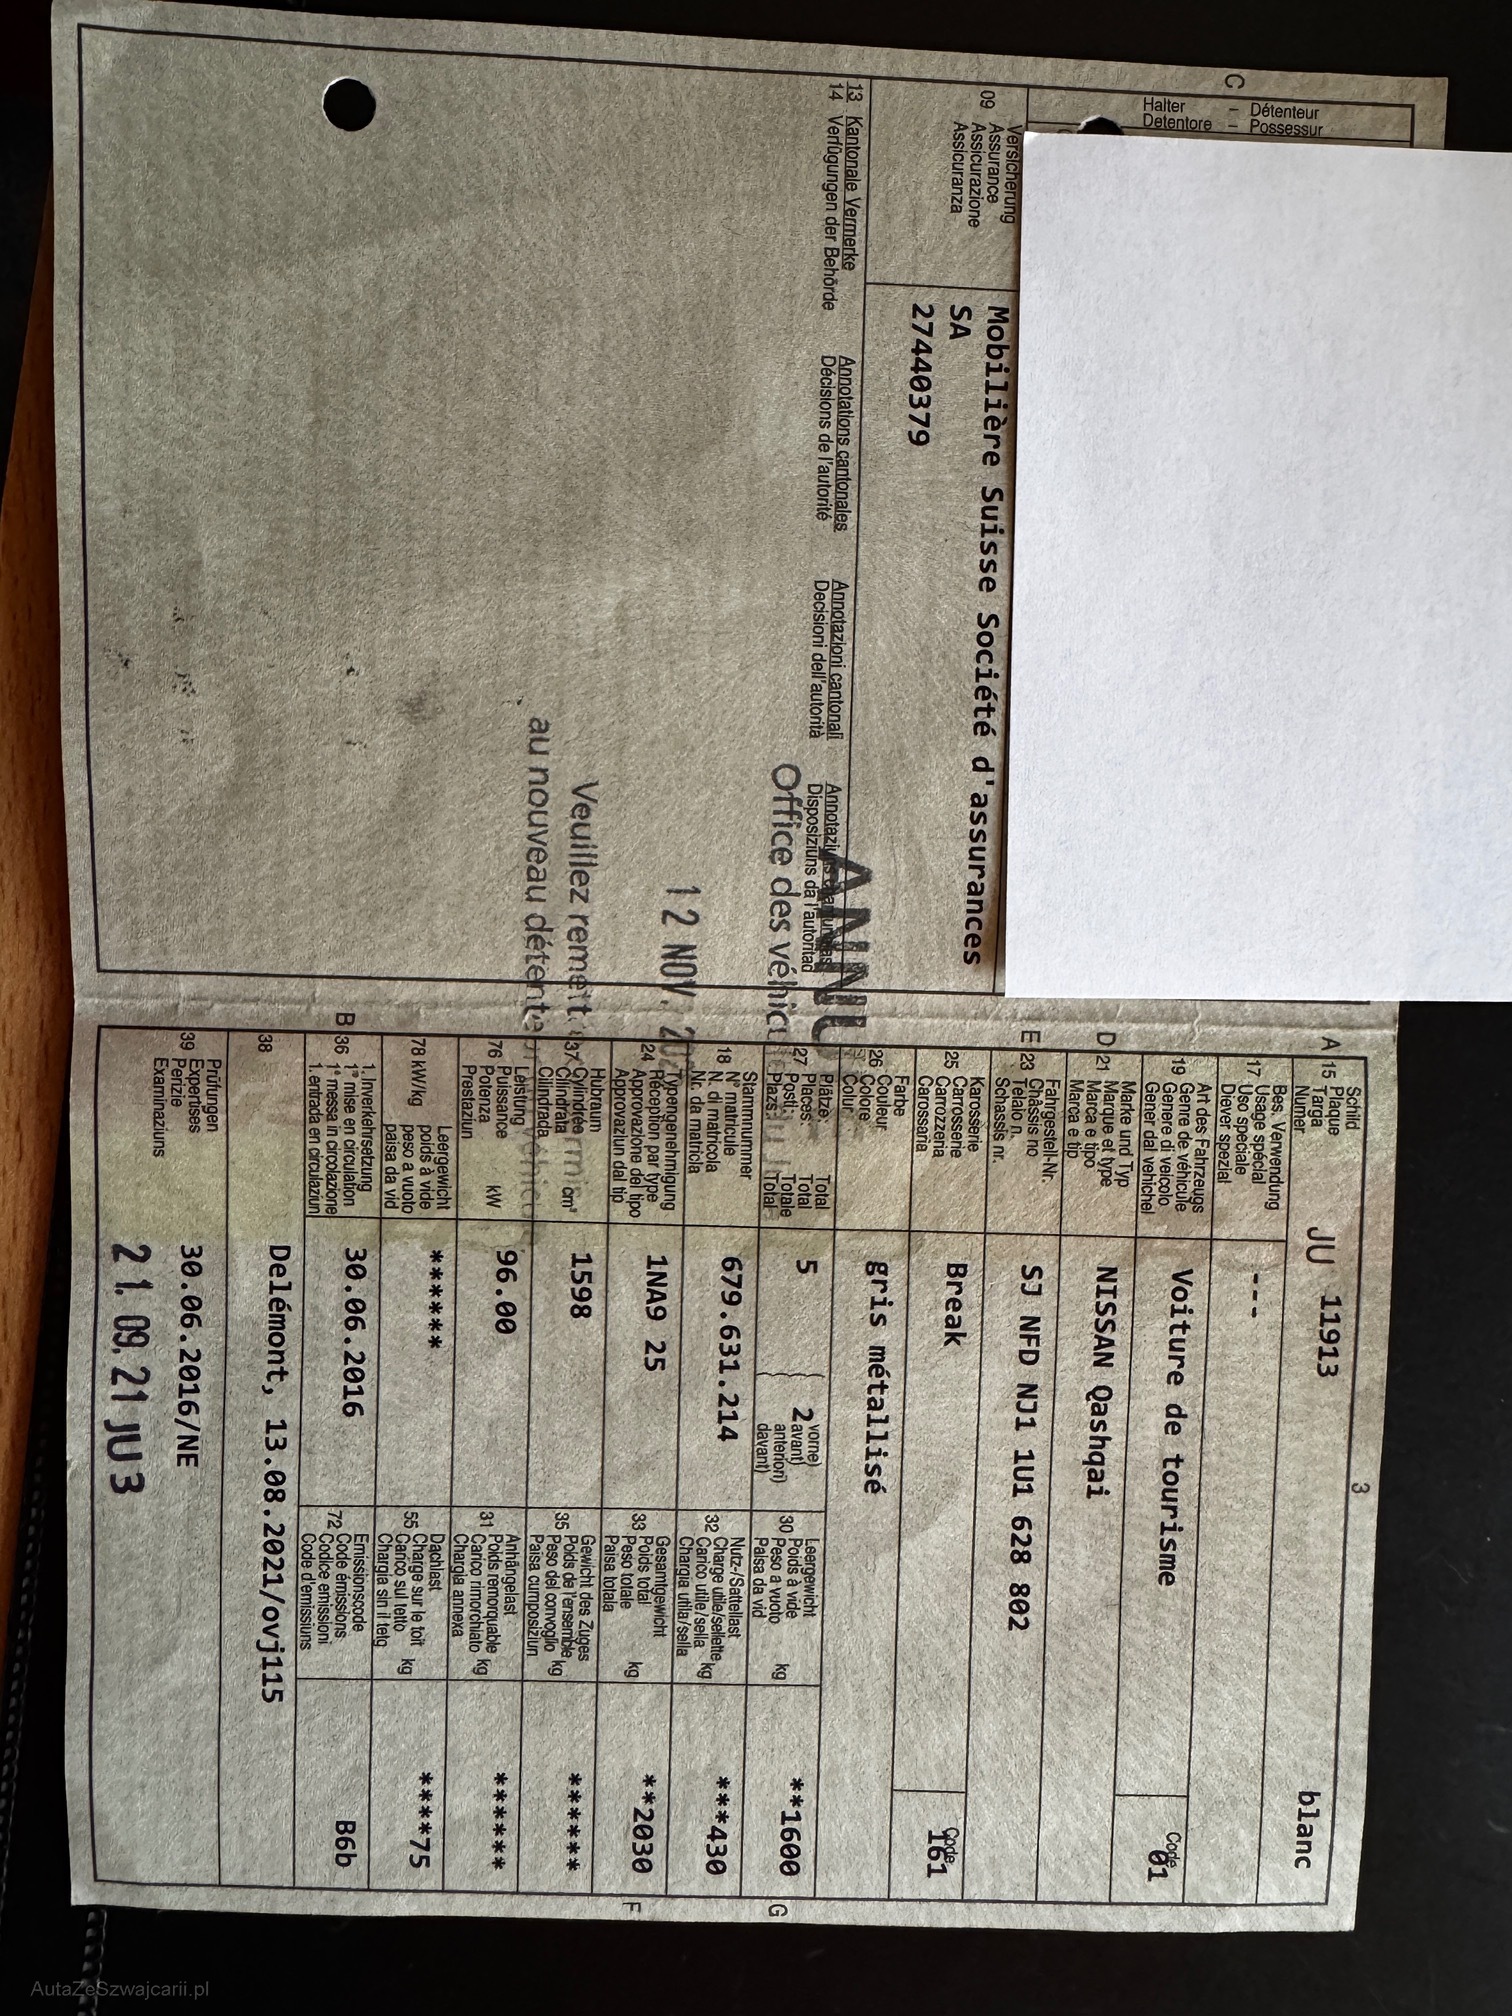 C
Halter – Détenteur
Detentore – Possessur
Versicherung
09 Assurance
Assicurazione
Assicuranza
Mobilière Suisse Société d'assurances
SA
27440379
13 Kantonale Vermerke Annotations cantonales Annotazioni cantonali
14 Verfügungen der Behörde Décisions de l'autorité Decisioni dell'autorità Disposiziuns da l'autoritad
Office des véhicules
12 NOV.
Veuillez remettre
au nouveau détenteur
3
A
Schild
15 Plaque
Targa
Numer
JU 11913
blanc
Bes. Verwendung
17 Usage spécial
Uso speciale
Diever spezial
---
Art des Fahrzeugs
19 Genre de véhicule
Genere di veicolo
Gener dal vehichel
Voiture de tourisme
Code
01
D
Marke und Typ
21 Marque et type
Marca e tipo
Marca e tip
NISSAN Qashqai
E
Fahrgestell-Nr.
23 Châssis no
Telaio n.
Schassis nr.
SJ NFD NJ1 1U1 628 802
Karosserie
25 Carrosserie
Carrozzeria
Carossaria
Break
Code
161
Farbe
26 Couleur
Colore
Colur
gris métallisé
Plätze: Total
27 Places: Total
Posti: Totale
Plazs: Total
5
( 2 vorne)
avant)
anteriori)
( davant)
G
Leergewicht
30 Poids à vide
Peso a vuoto
Paisa da vid
kg
**1600
Stammnummer
18 N° matricule
N. di matricola
Nr. da matricla
679.631.214
Nutz-/Sattellast
32 Charge utile/sellette
Carico utile/sella
Chargia utila/sella
kg
***430
Typengenehmigung
24 Réception par type
Approvazione del tipo
Approvaziun dal tip
1NA9 25
F
Gesamtgewicht
33 Poids total
Peso totale
Paisa totala
kg
**2030
Hubraum
37 Cylindrée
Cilindrata
Cilindrada
cm³
1598
Gewicht des Zuges
35 Poids de l'ensemble
Peso del convoglio
Paisa cumposiziun
kg
******
Leistung
76 Puissance
Potenza
Prestaziun
kW
96.00
Anhängelast
31 Poids remorquable
Carico rimorchiato
Chargia annexa
kg
******
78 kW/kg
Leergewicht
poids à vide
peso a vuoto
paisa da vid
******
Dachlast
55 Charge sur le toit
Carico sul tetto
Chargia sin il tetg
kg
****75
B
1. Inverkehrsetzung
36 1re mise en circulation
1a messa in circolazione
1. entrada en circulaziun
30.06.2016
Emissionscode
72 Code émissions
Codice emissioni
Code d'emissiuns
B6b
38
Delémont, 13.08.2021/ovj115
Prüfungen
39 Expertises
Perizie
Examinaziuns
30.06.2016/NE
21.09.21 JU3
AutaZeSzwajcarii.pl